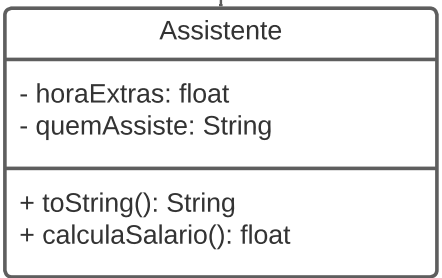 Assistente
- horaExtras: float
- quemAssiste: String
+ toString(): String
+ calculaSalario(): float